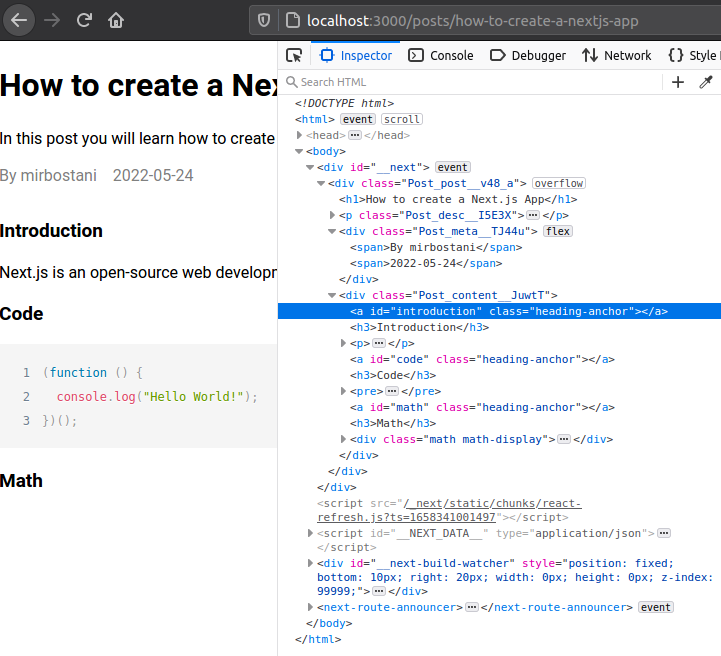 localhost:3000/posts/how-to-create-a-nextjs-app
How to create a Nex
In this post you will learn how to create
By mirbostani 2022-05-24
Introduction
Next.js is an open-source web developm
Code
1 (function () {
2 console.log("Hello World!");
3 })();
Math
Inspector Console Debugger Network {} Style
Search HTML
<!DOCTYPE html>
<html> event scroll
<head> ··· </head>
<body>
<div id="__next"> event
<div class="Post_post__v48_a"> overflow
<h1>How to create a Next.js App</h1>
<p class="Post_desc__I5E3X"> ··· </p>
<div class="Post_meta__TJ44u"> flex
<span>By mirbostani</span>
<span>2022-05-24</span>
</div>
<div class="Post_content__JuwtT">
<a id="introduction" class="heading-anchor"></a>
<h3>Introduction</h3>
<p> ··· </p>
<a id="code" class="heading-anchor"></a>
<h3>Code</h3>
<pre> ··· </pre>
<a id="math" class="heading-anchor"></a>
<h3>Math</h3>
<div class="math math-display"> ··· </div>
</div>
</div>
</div>
<script src="/_next/static/chunks/react-
refresh.js?ts=1658341001497"></script>
<script id="__NEXT_DATA__" type="application/json"> ···
</script>
<div id="__next-build-watcher" style="position: fixed;
bottom: 10px; right: 20px; width: 0px; height: 0px; z-index:
99999;"> ··· </div>
<next-route-announcer> ··· </next-route-announcer> event
</body>
</html>